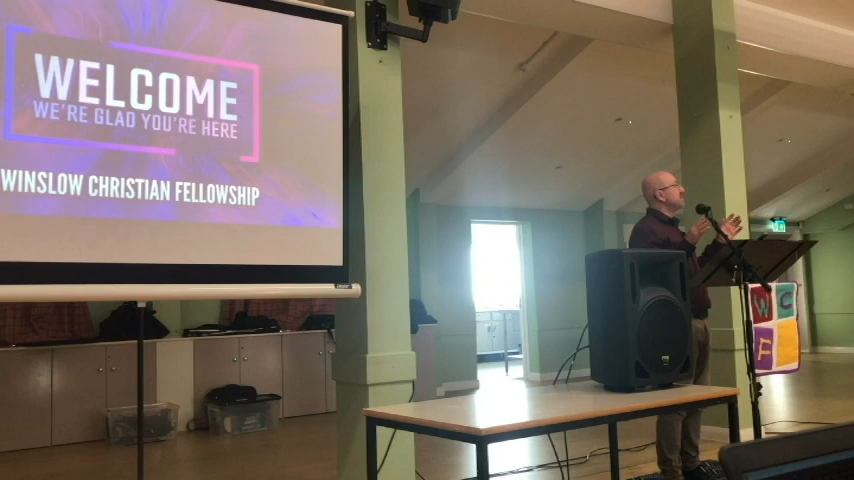 WELCOME
WE'RE GLAD YOU'RE HERE
WINSLOW CHRISTIAN FELLOWSHIP
W C
F